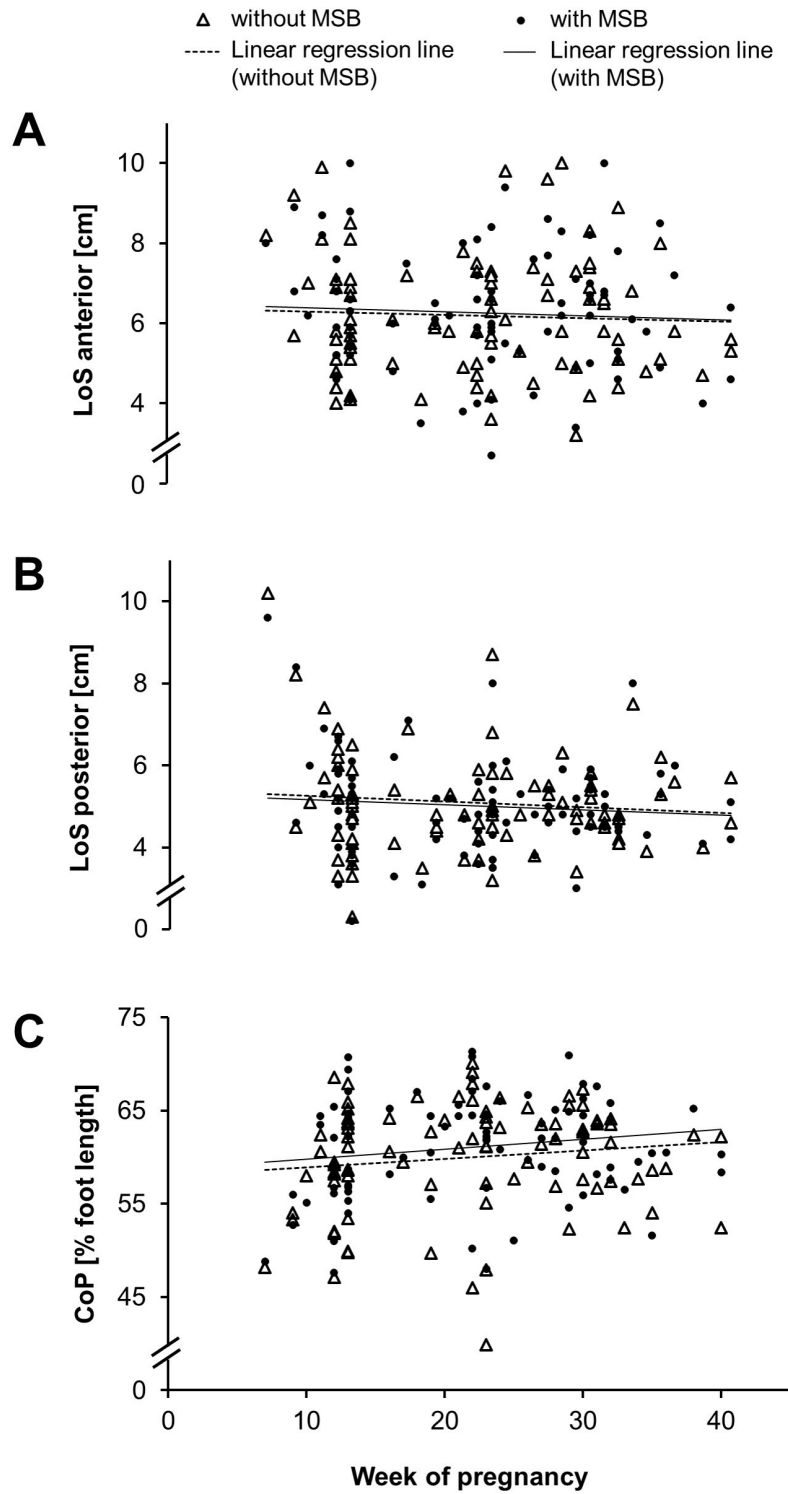 without MSB
with MSB
Linear regression line
(without MSB)
Linear regression line
(with MSB)
A
LoS anterior [cm]
10
8
6
4
0
B
LoS posterior [cm]
10
8
6
4
0
C
CoP [% foot length]
75
65
55
45
0
0
10
20
30
40
Week of pregnancy